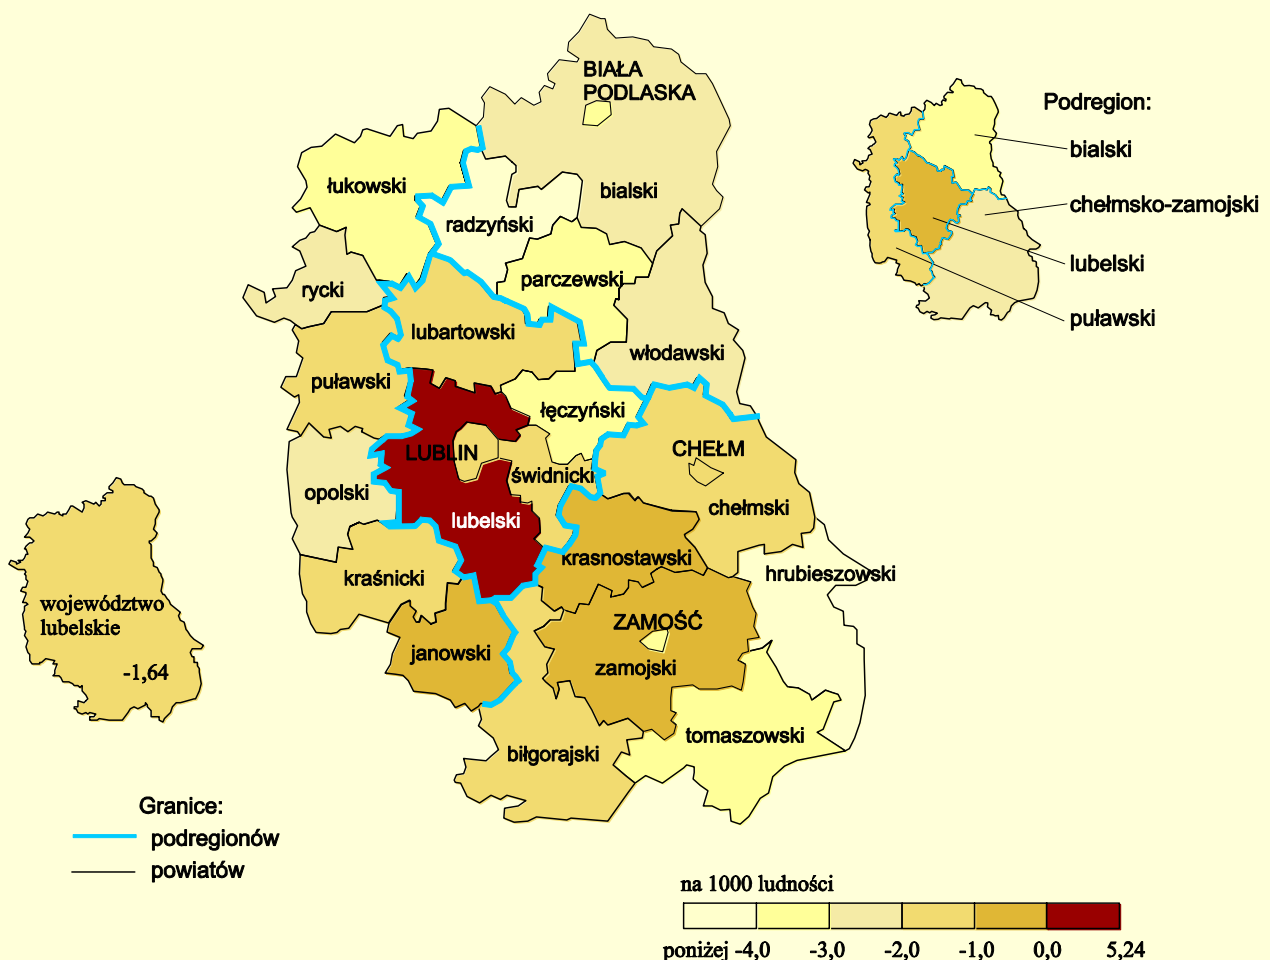 BIAŁA
PODLASKA
łukowski
bialski
radzyński
parczewski
rycki
lubartowski
włodawski
puławski
łęczyński
LUBLIN
CHEŁM
świdnicki
opolski
chełmski
lubelski
krasnostawski
hrubieszowski
kraśnicki
ZAMOŚĆ
janowski
zamojski
tomaszowski
biłgorajski
Podregion:
bialski
chełmsko-zamojski
lubelski
puławski
województwo
lubelskie
-1,64
Granice:
podregionów
powiatów
na 1000 ludności
poniżej -4,0 -3,0 -2,0 -1,0 0,0 5,24